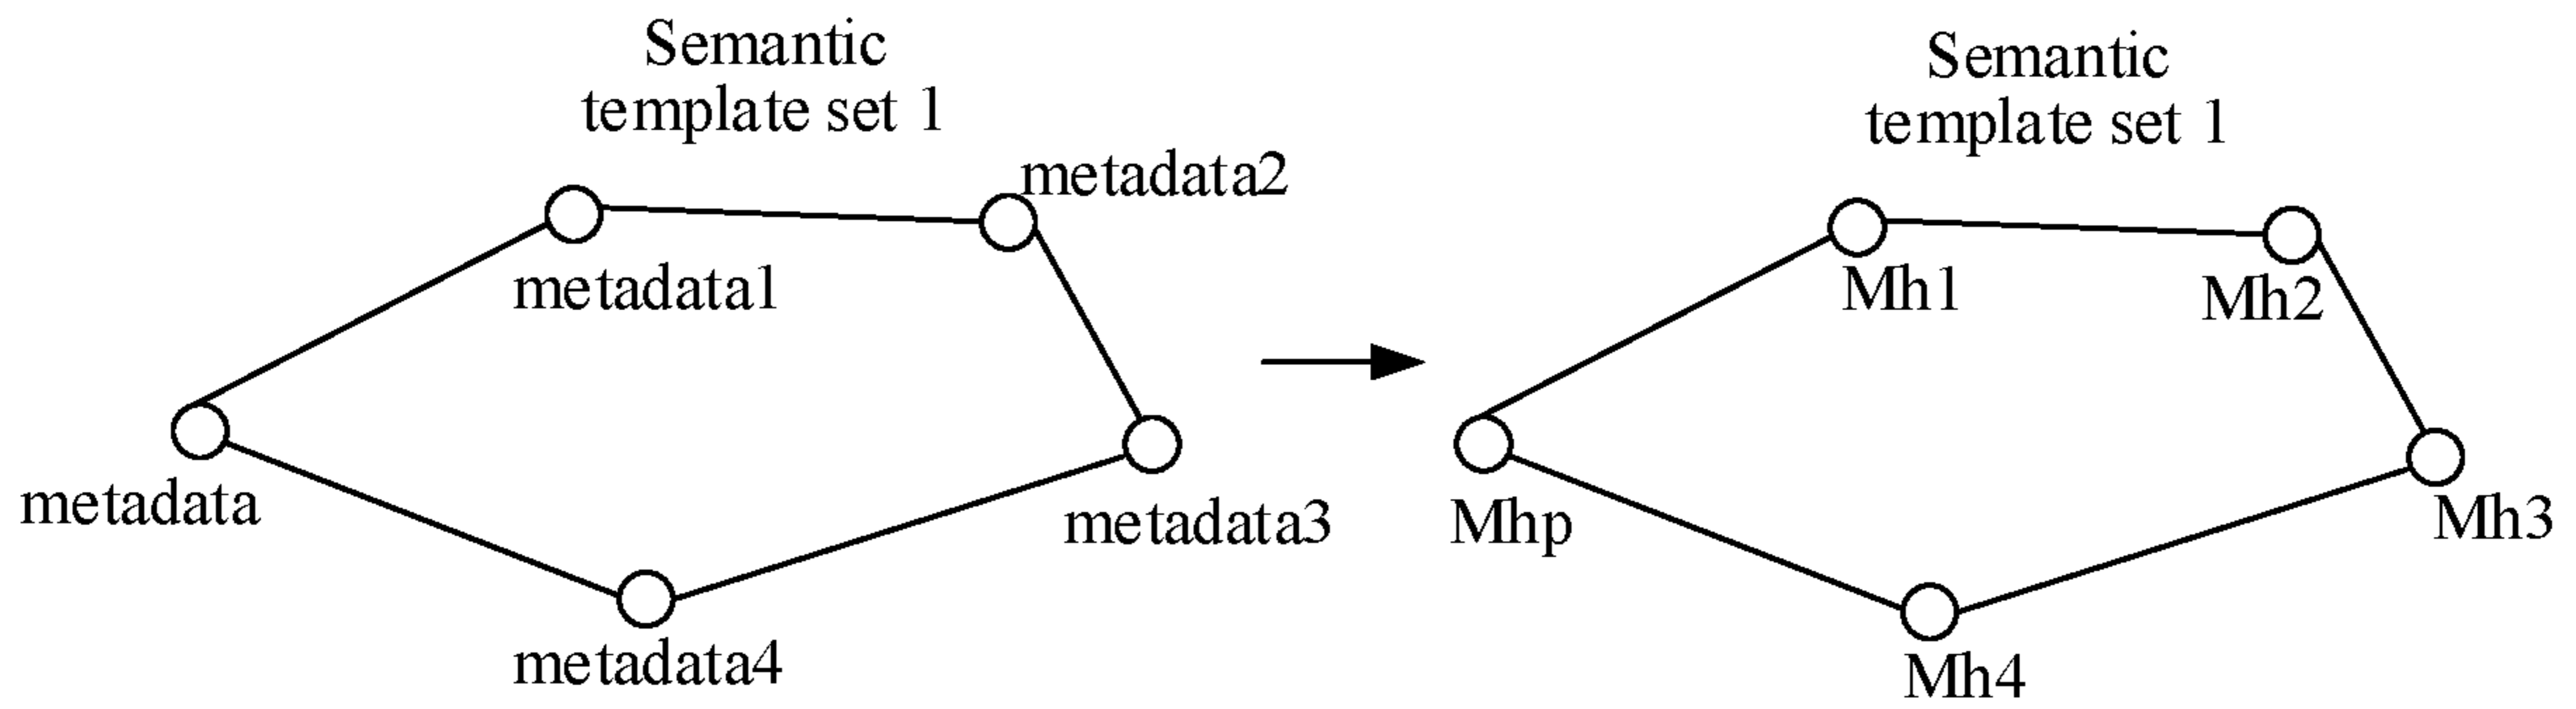 Semantic
template set 1
metadata2
metadata1
metadata
metadata3
metadata4
Semantic
template set 1
Mh1
Mh2
Mhp
Mh3
Mh4